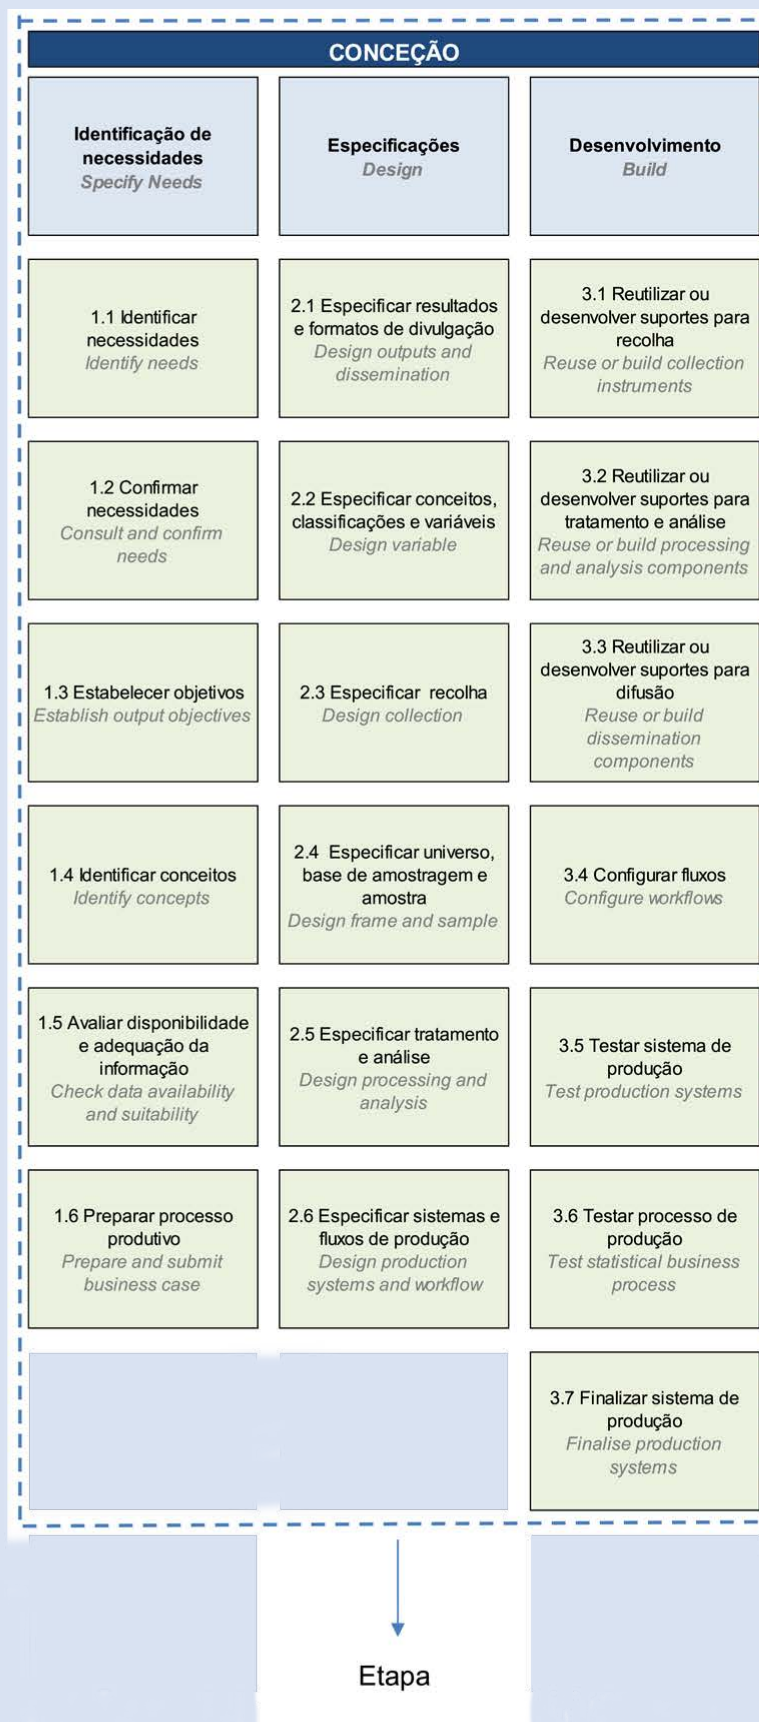 CONCEÇÃO
Identificação de
necessidades
Specify Needs
Especificações
Design
Desenvolvimento
Build
1.1 Identificar
necessidades
Identify needs
2.1 Especificar resultados
e formatos de divulgação
Design outputs and
dissemination
3.1 Reutilizar ou
desenvolver suportes para
recolha
Reuse or build collection
instruments
1.2 Confirmar
necessidades
Consult and confirm
needs
2.2 Especificar conceitos,
classificações e variáveis
Design variable
3.2 Reutilizar ou
desenvolver suportes para
tratamento e análise
Reuse or build processing
and analysis components
1.3 Estabelecer objetivos
Establish output objectives
2.3 Especificar recolha
Design collection
3.3 Reutilizar ou
desenvolver suportes para
difusão
Reuse or build
dissemination
components
1.4 Identificar conceitos
Identify concepts
2.4 Especificar universo,
base de amostragem e
amostra
Design frame and sample
3.4 Configurar fluxos
Configure workflows
1.5 Avaliar disponibilidade
e adequação da
informação
Check data availability
and suitability
2.5 Especificar tratamento
e análise
Design processing and
analysis
3.5 Testar sistema de
produção
Test production systems
1.6 Preparar processo
produtivo
Prepare and submit
business case
2.6 Especificar sistemas e
fluxos de produção
Design production
systems and workflow
3.6 Testar processo de
produção
Test statistical business
process
3.7 Finalizar sistema de
produção
Finalise production
systems
Etapa